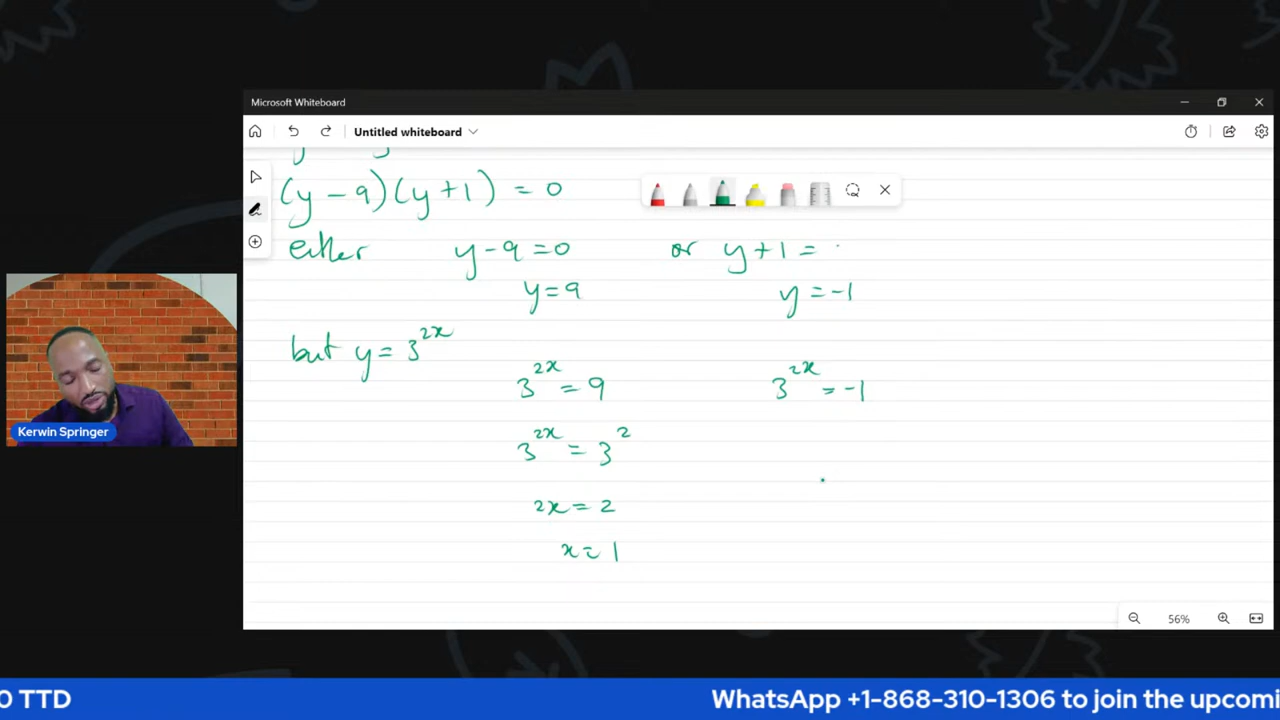 Microsoft Whiteboard
Untitled whiteboard
(y - 9)(y + 1) = 0
either y - 9 = 0 or y + 1 =
y = 9 y = -1
but y = 3^{2x}
3^{2x} = 9 3^{2x} = -1
3^{2x} = 3^2
2x = 2
x = 1
Kerwin Springer
56%
0 TTD WhatsApp +1-868-310-1306 to join the upcomi